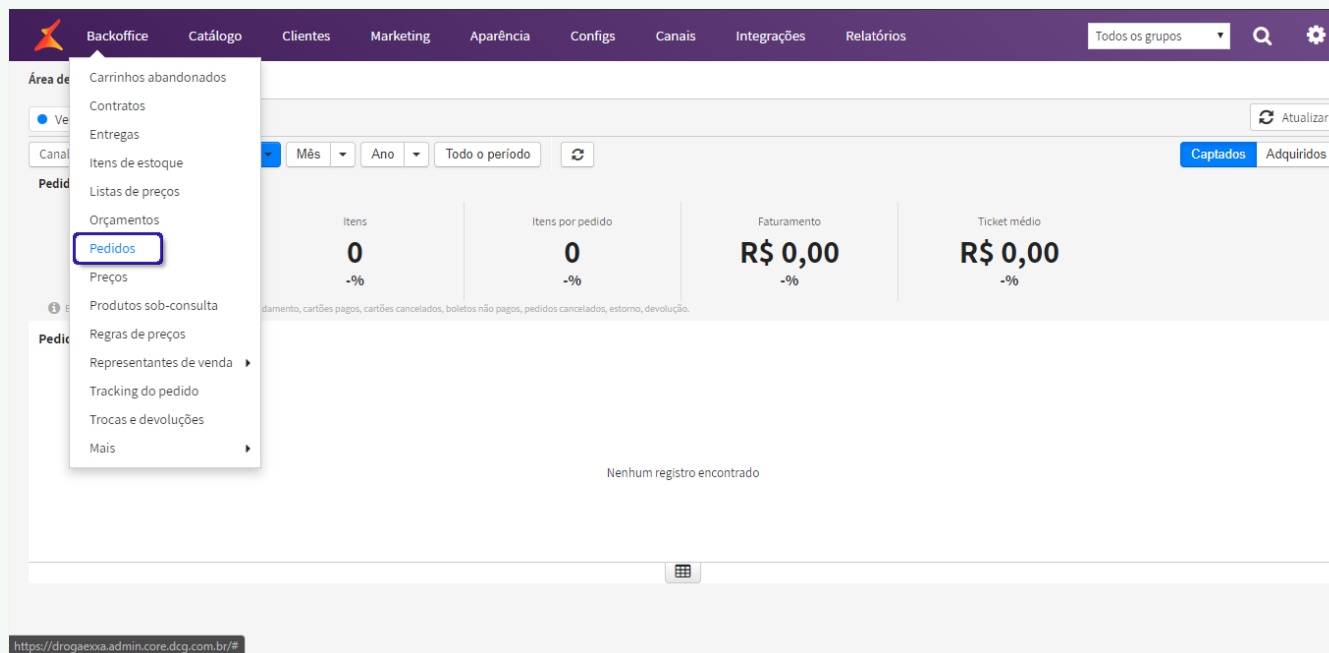 Backoffice Catálogo Clientes Marketing Aparência Configs Canais Integrações Relatórios Todos os grupos
Área de
Carrinhos abandonados
Contratos
Entregas
Itens de estoque
Listas de preços
Orçamentos
Pedidos
Preços
Produtos sob-consulta
Regras de preços
Representantes de venda
Tracking do pedido
Trocas e devoluções
Mais
Ve
Atualizar
Canal Mês Ano Todo o período Captados Adquiridos
Pedid
Itens Itens por pedido Faturamento Ticket médio
0 0 R$ 0,00 R$ 0,00
-% -% -% -%
damento, cartões pagos, cartões cancelados, boletos não pagos, pedidos cancelados, estorno, devolução.
Pedic
Nenhum registro encontrado
https://drogaexxa.admin.core.dcg.com.br/#